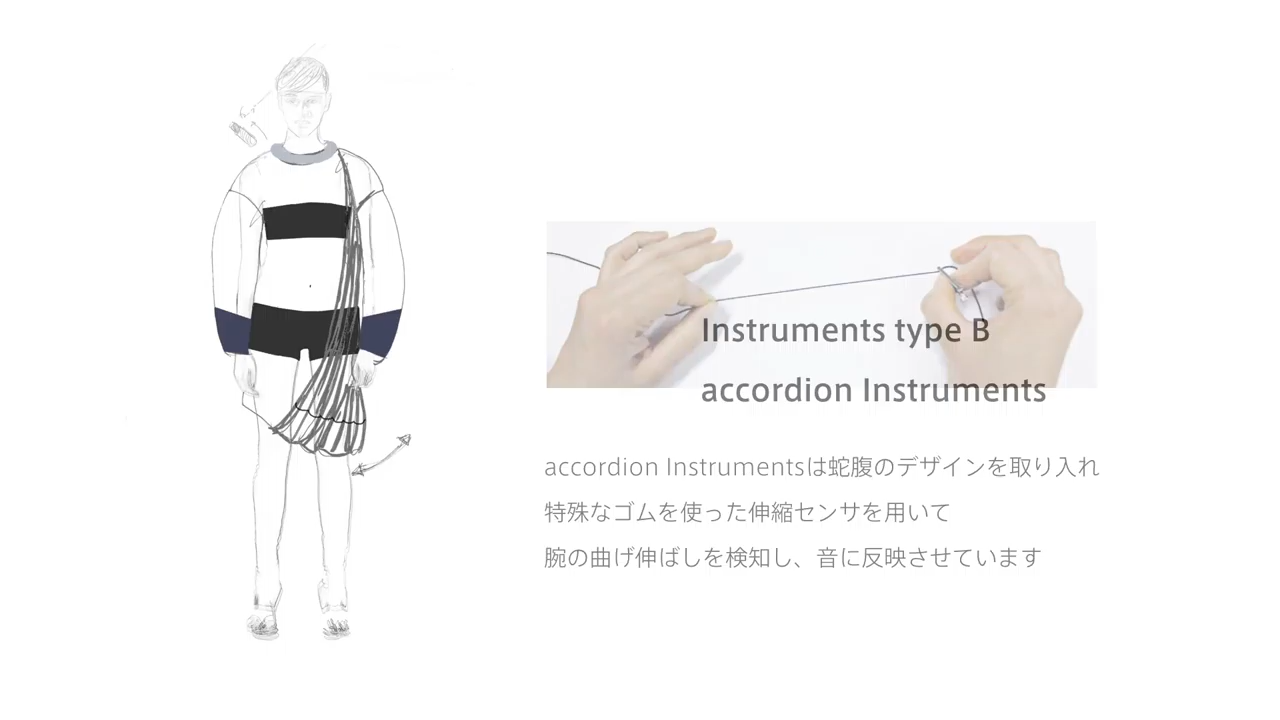 Instruments type B
accordion Instruments
accordion Instrumentsは蛇腹のデザインを取り入れ
特殊なゴムを使った伸縮センサを用いて
腕の曲げ伸ばしを検知し、音に反映させています